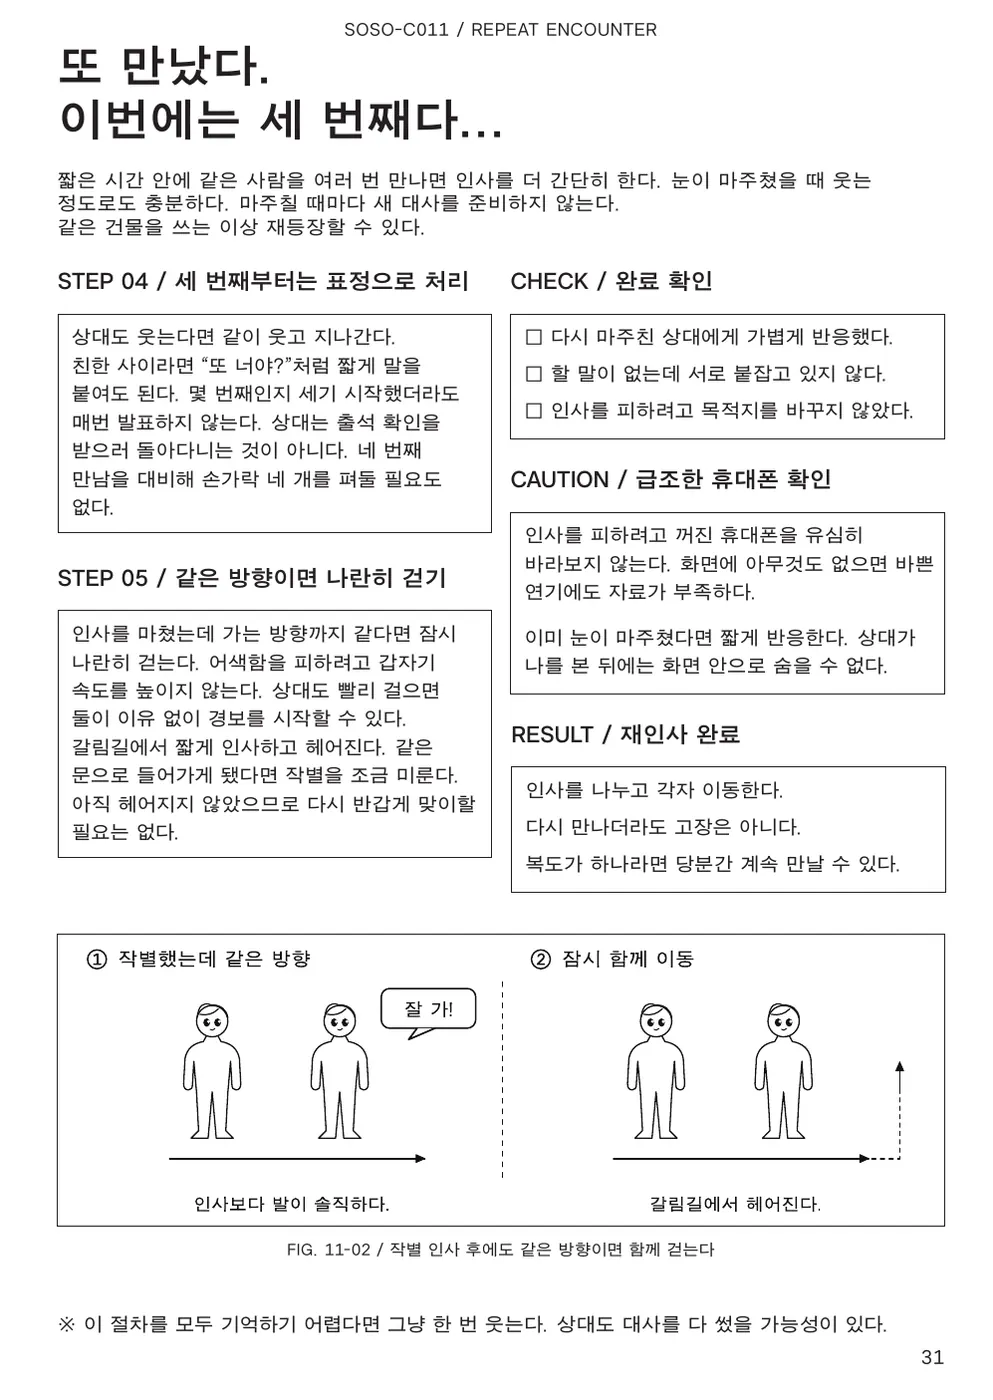 SOSO-C011 / REPEAT ENCOUNTER
또 만났다.
이번에는 세 번째다...
짧은 시간 안에 같은 사람을 여러 번 만나면 인사를 더 간단히 한다. 눈이 마주쳤을 때 웃는
정도로도 충분하다. 마주칠 때마다 새 대사를 준비하지 않는다.
같은 건물을 쓰는 이상 재등장할 수 있다.
STEP 04 / 세 번째부터는 표정으로 처리
상대도 웃는다면 같이 웃고 지나간다.
친한 사이라면 “또 너야?”처럼 짧게 말을
붙여도 된다. 몇 번째인지 세기 시작했더라도
매번 발표하지 않는다. 상대는 출석 확인을
받으러 돌아다니는 것이 아니다. 네 번째
만남을 대비해 손가락 네 개를 펴둘 필요도
없다.
STEP 05 / 같은 방향이면 나란히 걷기
인사를 마쳤는데 가는 방향까지 같다면 잠시
나란히 걷는다. 어색함을 피하려고 갑자기
속도를 높이지 않는다. 상대도 빨리 걸으면
둘이 이유 없이 경보를 시작할 수 있다.
갈림길에서 짧게 인사하고 헤어진다. 같은
문으로 들어가게 됐다면 작별을 조금 미룬다.
아직 헤어지지 않았으므로 다시 반갑게 맞이할
필요는 없다.
CHECK / 완료 확인
□ 다시 마주친 상대에게 가볍게 반응했다.
□ 할 말이 없는데 서로 붙잡고 있지 않다.
□ 인사를 피하려고 목적지를 바꾸지 않았다.
CAUTION / 급조한 휴대폰 확인
인사를 피하려고 꺼진 휴대폰을 유심히
바라보지 않는다. 화면에 아무것도 없으면 바쁜
연기에도 자료가 부족하다.
이미 눈이 마주쳤다면 짧게 반응한다. 상대가
나를 본 뒤에는 화면 안으로 숨을 수 없다.
RESULT / 재인사 완료
인사를 나누고 각자 이동한다.
다시 만나더라도 고장은 아니다.
복도가 하나라면 당분간 계속 만날 수 있다.
① 작별했는데 같은 방향
잘 가!
인사보다 발이 솔직하다.
② 잠시 함께 이동
갈림길에서 헤어진다.
FIG. 11-02 / 작별 인사 후에도 같은 방향이면 함께 걷는다
※ 이 절차를 모두 기억하기 어렵다면 그냥 한 번 웃는다. 상대도 대사를 다 썼을 가능성이 있다.
31